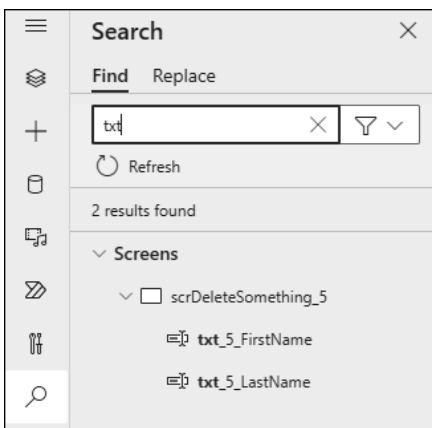 Search
Find Replace
txt
Refresh
2 results found
Screens
scrDeleteSomething_5
txt_5_FirstName
txt_5_LastName